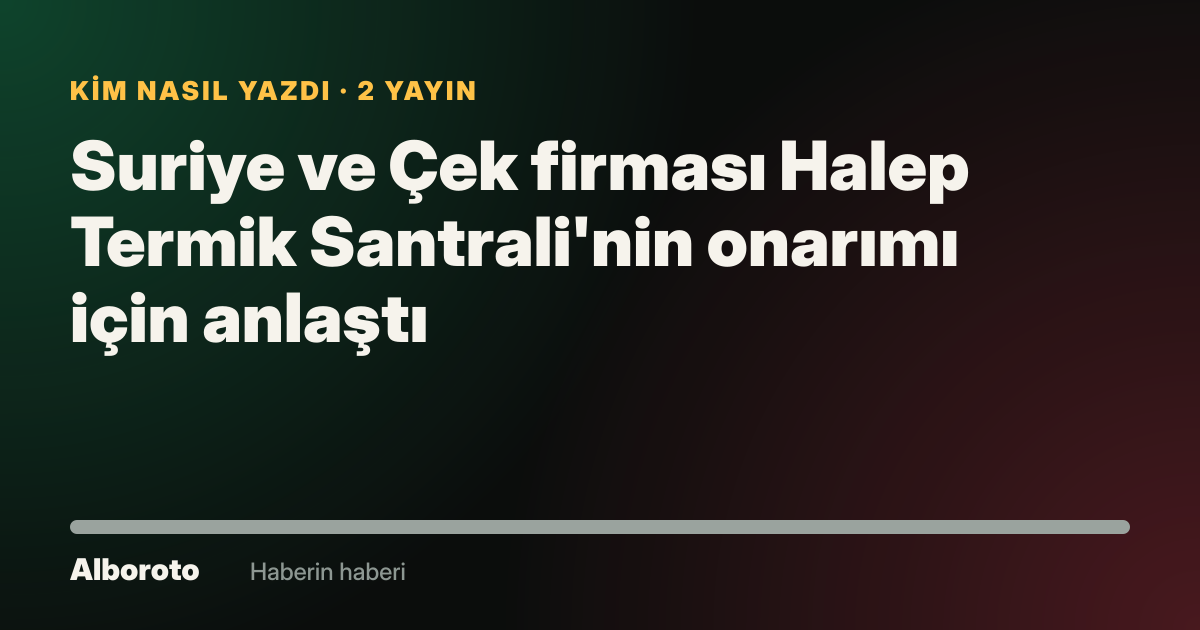 KİM NASIL YAZDI · 2 YAYIN
Suriye ve Çek firması Halep
Termik Santrali'nin onarımı
için anlaştı
Alboroto
Haberin haberi